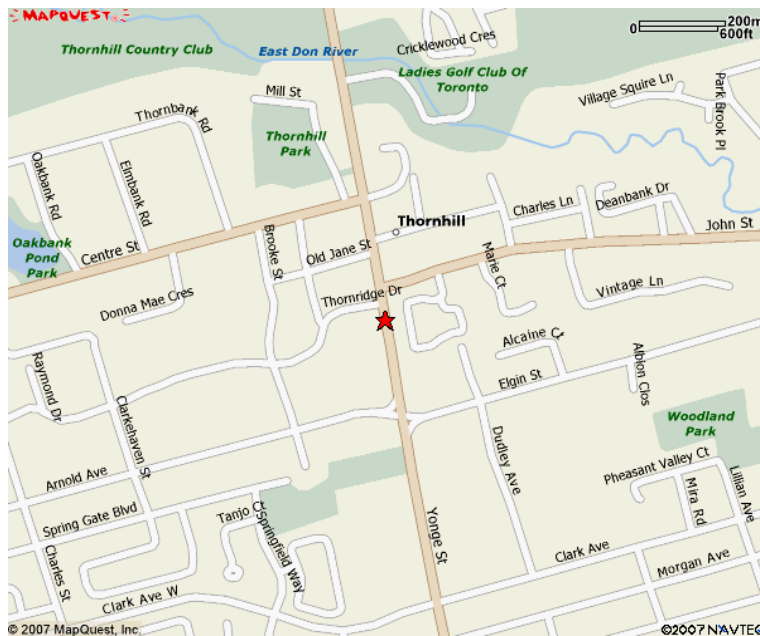 MAPQUEST
0 200m
600ft
Thornhill Country Club
East Don River
Cricklewood Cres
Ladies Golf Club Of
Toronto
Village Squire Ln
Park Brook Pl
Mill St
Thornbank Rd
Thornhill
Park
Oakbank Rd
Elmbank Rd
Thornhill
Charles Ln
Deanbank Dr
John St
Oakbank
Pond
Park
Centre St
Brooke St
Old Jane St
Marie Ct
Donna Mae Cres
Thornridge Dr
Vintage Ln
Alcaine Ct
Albion Clos
Raymond Dr
Elgin St
Clarkehaven St
Woodland
Park
Dudley Ave
Arnold Ave
Pheasant Valley Ct
Mira Rd
Lillian Ave
Spring Gate Blvd
Tanjo Ct
Springfield Way
Yonge St
Charles St
Clark Ave
Morgan Ave
Clark Ave W
© 2007 MapQuest, Inc.
©2007 NAVTEQ